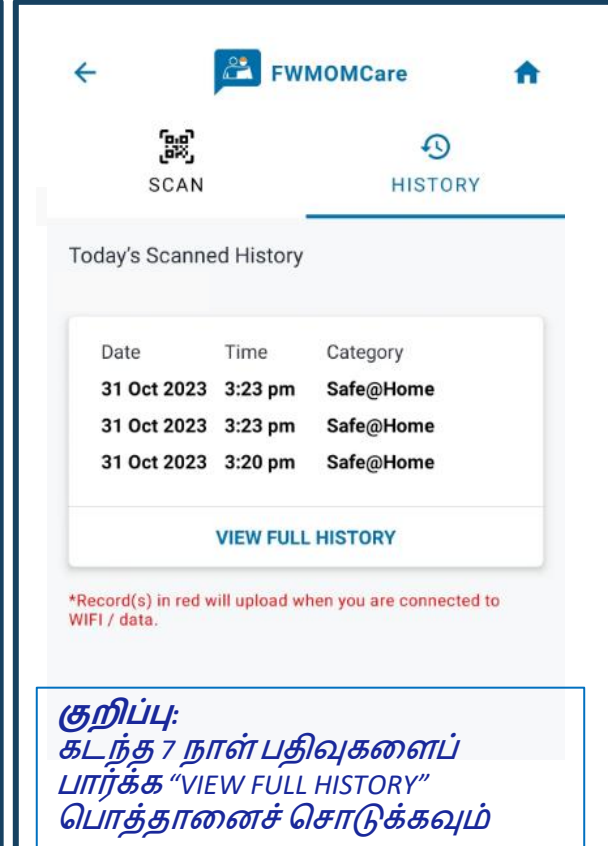 FWMOMCare
SCAN HISTORY
Today's Scanned History
Date Time Category
31 Oct 2023 3:23 pm Safe@Home
31 Oct 2023 3:23 pm Safe@Home
31 Oct 2023 3:20 pm Safe@Home
VIEW FULL HISTORY
*Record(s) in red will upload when you are connected to
WIFI / data.
குறிப்பு:
கடந்த 7 நாள் பதிவுகளைப்
பார்க்க “VIEW FULL HISTORY”
பொத்தானைச் சொடுக்கவும்